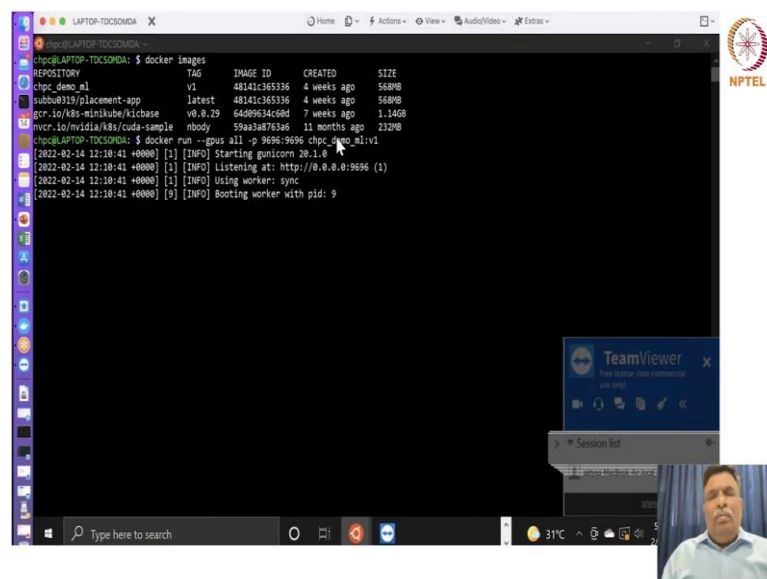 LAPTOP-TDCSOMDA X
Home Actions View Audio/Video Extras
chpc@LAPTOP-TDCSOMDA: ~
NPTEL
chpc@LAPTOP-TDCSOMDA: $ docker images
REPOSITORY TAG IMAGE ID CREATED SIZE
chpc_demo_ml v1 48141c365336 4 weeks ago 568MB
subbu0319/placement-app latest 48141c365336 4 weeks ago 568MB
gcr.io/k8s-minikube/kicbase v0.0.29 64d09634c60d 7 weeks ago 1.14GB
nvcr.io/nvidia/k8s/cuda-sample nbody 59aa3a8763a6 11 months ago 232MB
chpc@LAPTOP-TDCSOMDA: $ docker run --gpus all -p 9696:9696 chpc_demo_ml:v1
[2022-02-14 12:10:41 +0000] [1] [INFO] Starting gunicorn 20.1.0
[2022-02-14 12:10:41 +0000] [1] [INFO] Listening at: http://0.0.0.0:9696 (1)
[2022-02-14 12:10:41 +0000] [1] [INFO] Using worker: sync
[2022-02-14 12:10:41 +0000] [9] [INFO] Booting worker with pid: 9
TeamViewer
Free license (non-commercial
use only)
Session list
Type here to search
31°C